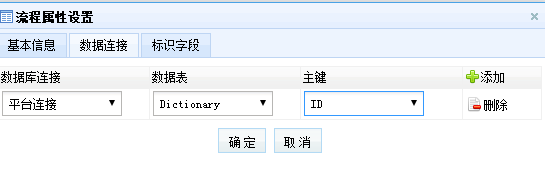 流程属性设置
基本信息 数据连接 标识字段
数据库连接 数据表 主键 添加
平台连接 Dictionary ID 删除
确定 取消